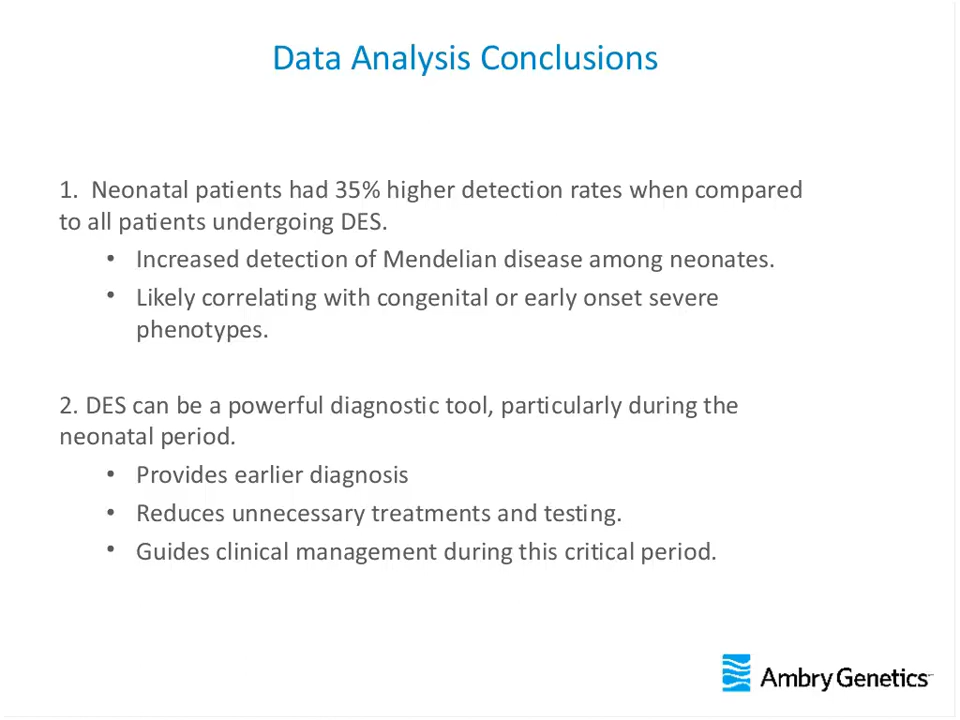 Data Analysis Conclusions
1. Neonatal patients had 35% higher detection rates when compared
to all patients undergoing DES.
• Increased detection of Mendelian disease among neonates.
• Likely correlating with congenital or early onset severe
phenotypes.
2. DES can be a powerful diagnostic tool, particularly during the
neonatal period.
• Provides earlier diagnosis
• Reduces unnecessary treatments and testing.
• Guides clinical management during this critical period.
Ambry Genetics